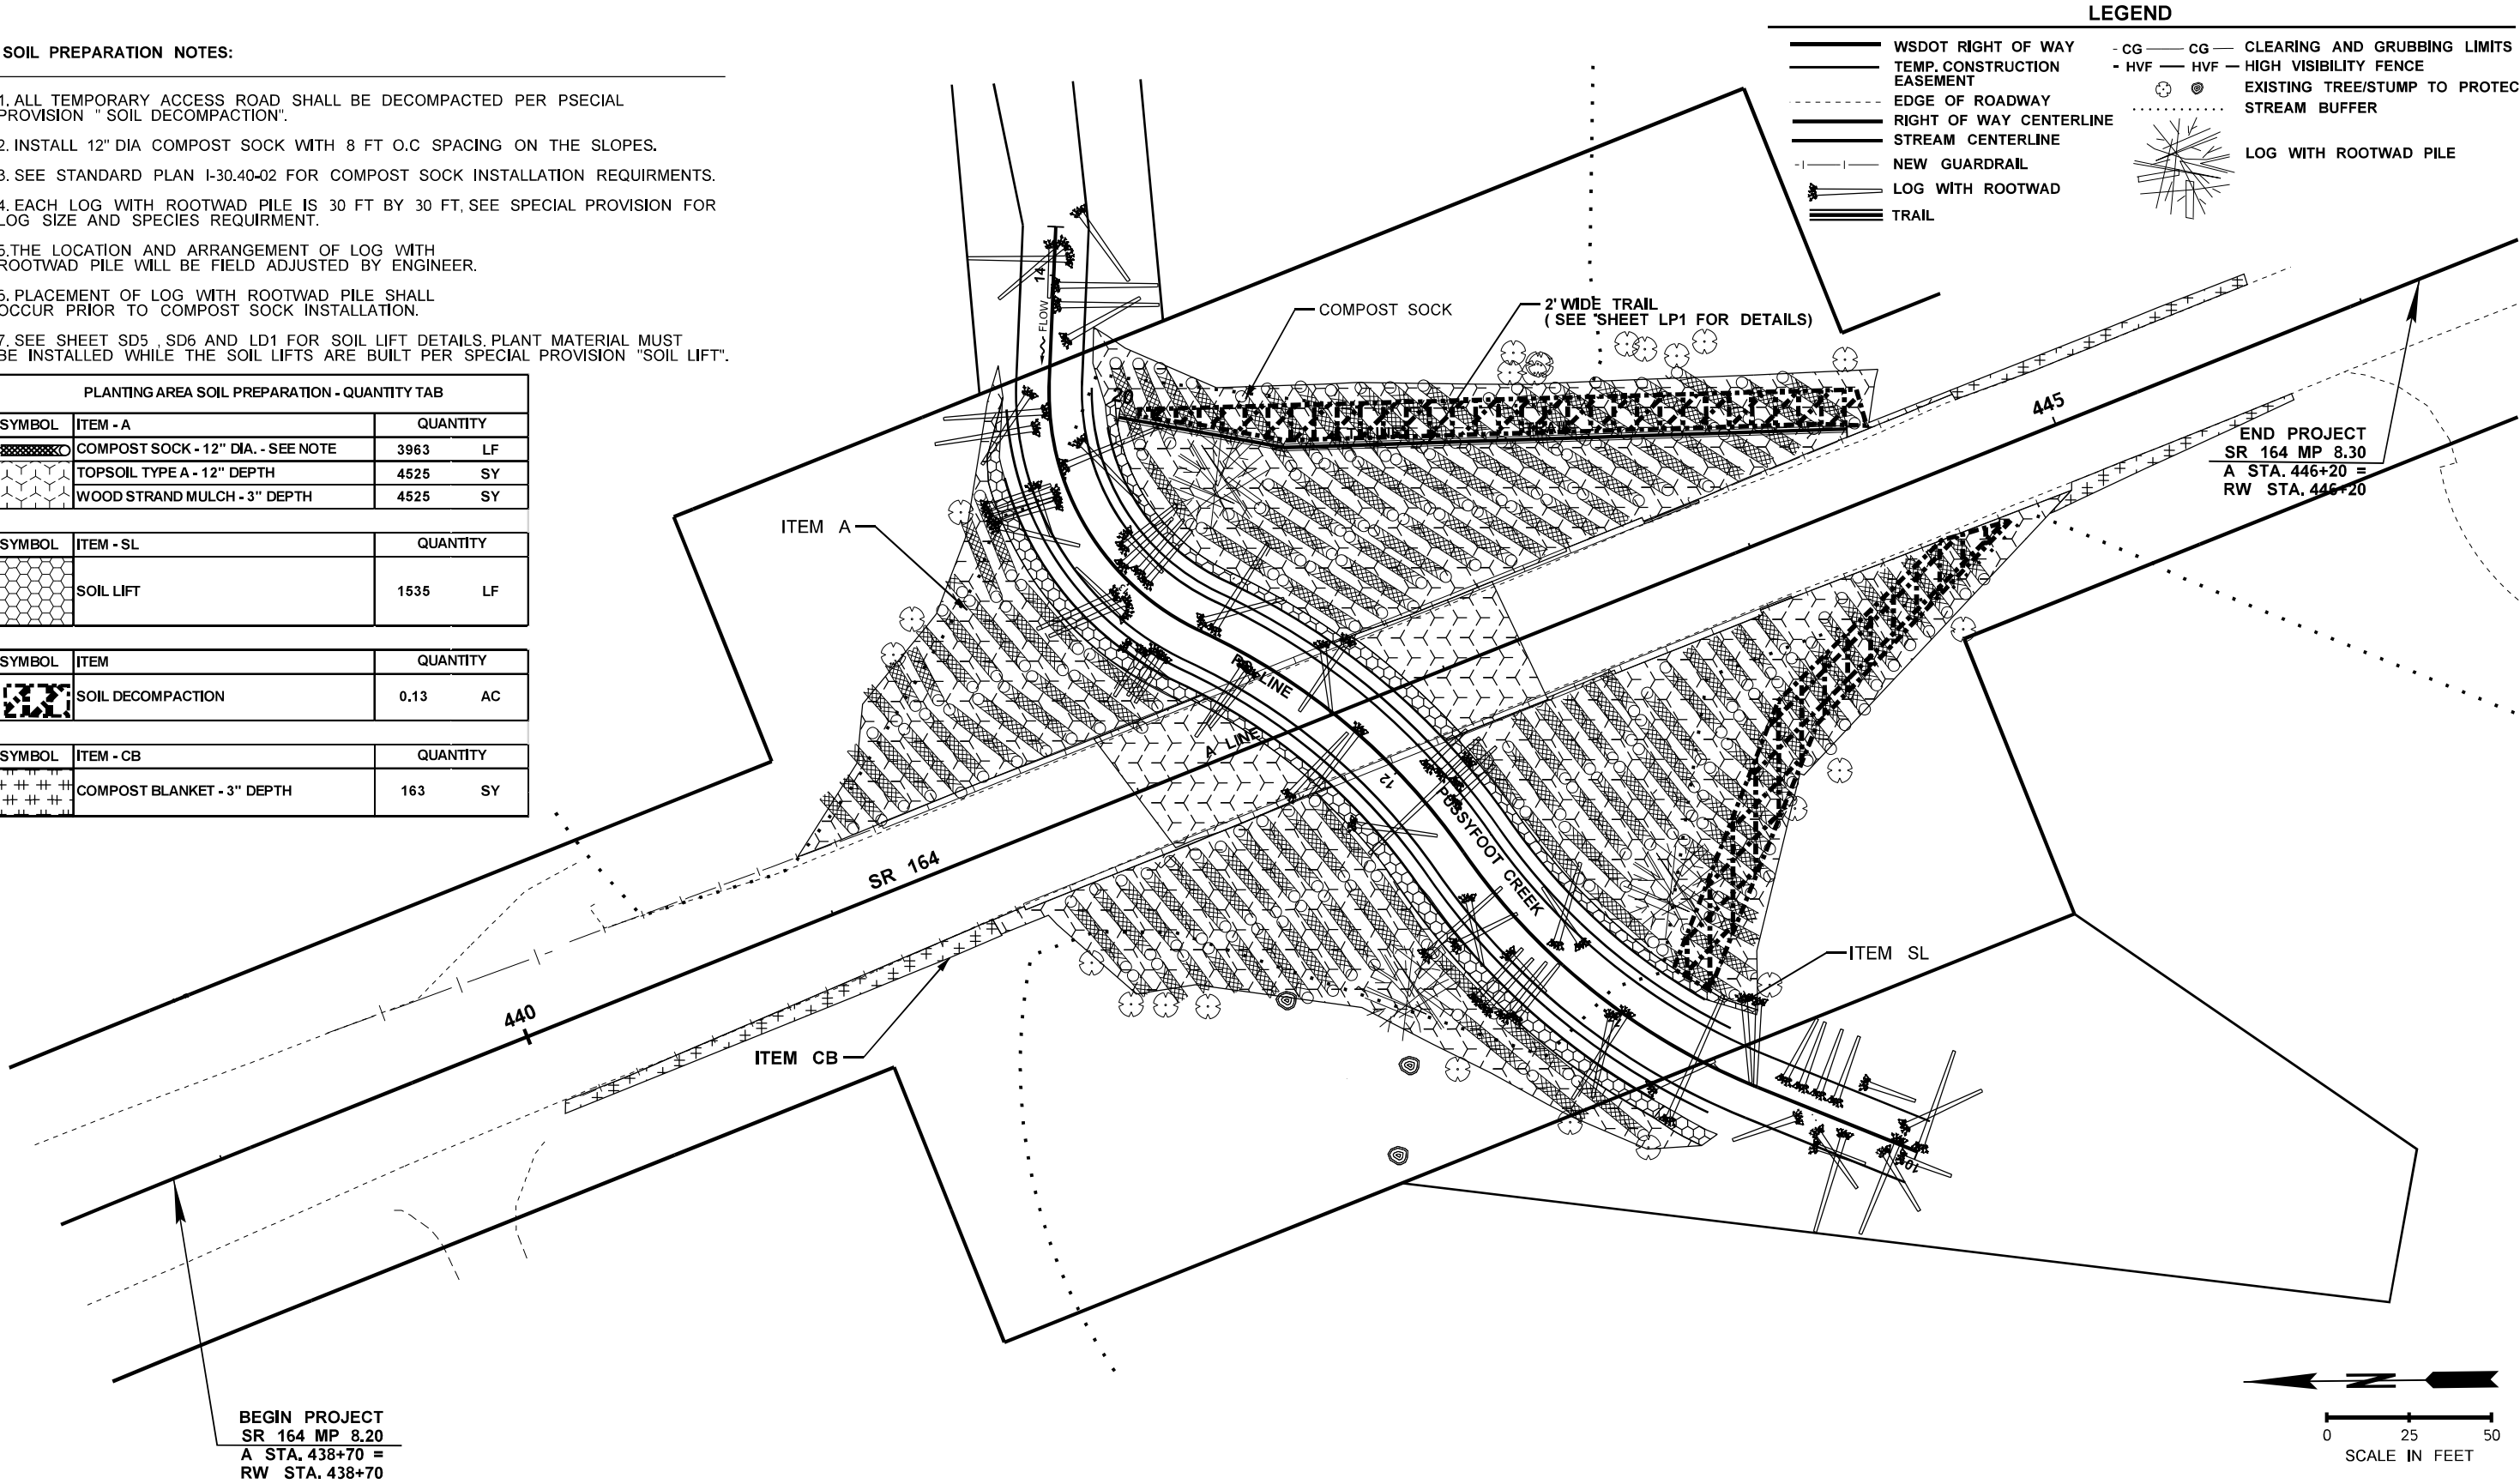 SOIL PREPARATION NOTES:
1. ALL TEMPORARY ACCESS ROAD SHALL BE DECOMPACTED PER PSECIAL
PROVISION " SOIL DECOMPACTION".
2. INSTALL 12" DIA COMPOST SOCK WITH 8 FT O.C SPACING ON THE SLOPES.
3. SEE STANDARD PLAN I-30.40-02 FOR COMPOST SOCK INSTALLATION REQUIRMENTS.
4. EACH LOG WITH ROOTWAD PILE IS 30 FT BY 30 FT, SEE SPECIAL PROVISION FOR
LOG SIZE AND SPECIES REQUIRMENT.
THE LOCATION AND ARRANGEMENT OF LOG WITH
ROOTWAD PILE WILL BE FIELD ADJUSTED BY ENGINEER.
PLACEMENT OF LOG WITH ROOTWAD PILE SHALL
OCCUR PRIOR TO COMPOST SOCK INSTALLATION.
7. SEE SHEET SD5 , SD6 AND LD1 FOR SOIL LIFT DETAILS. PLANT MATERIAL MUST
BE INSTALLED WHILE THE SOIL LIFTS ARE BUILT PER SPECIAL PROVISION "SOIL LIFT".
PLANTING AREA SOIL PREPARATION - QUANTITY TAB
SYMBOL ITEM - A QUANTITY
COMPOST SOCK - 12" DIA. - SEE NOTE 3963 LF
TOPSOIL TYPE A - 12" DEPTH 4525 SY
WOOD STRAND MULCH - 3" DEPTH 4525 SY
SYMBOL ITEM - SL QUANTITY
SOIL LIFT 1535 LF
SYMBOL ITEM QUANTITY
SOIL DECOMPACTION 0.13 AC
SYMBOL ITEM - CB QUANTITY
COMPOST BLANKET - 3" DEPTH 163 SY
LEGEND
WSDOT RIGHT OF WAY
TEMP. CONSTRUCTION
EASEMENT
EDGE OF ROADWAY
RIGHT OF WAY CENTERLINE
STREAM CENTERLINE
NEW GUARDRAIL
LOG WITH ROOTWAD
TRAIL
CG CG CLEARING AND GRUBBING LIMITS
HVF HVF HIGH VISIBILITY FENCE
EXISTING TREE/STUMP TO PROTEC
STREAM BUFFER
LOG WITH ROOTWAD PILE
14
FLOW
COMPOST SOCK
2' WIDE TRAIL
( SEE SHEET LP1 FOR DETAILS)
20
445
END PROJECT
SR 164 MP 8.30
A STA. 446+20 =
RW STA. 446+20
ITEM A
LINE
A LINE
12
PUSSYFOOT CREEK
SR 164
ITEM SL
440
ITEM CB
10
BEGIN PROJECT
SR 164 MP 8.20
A STA. 438+70 =
RW STA. 438+70
N
0 25 50
SCALE IN FEET